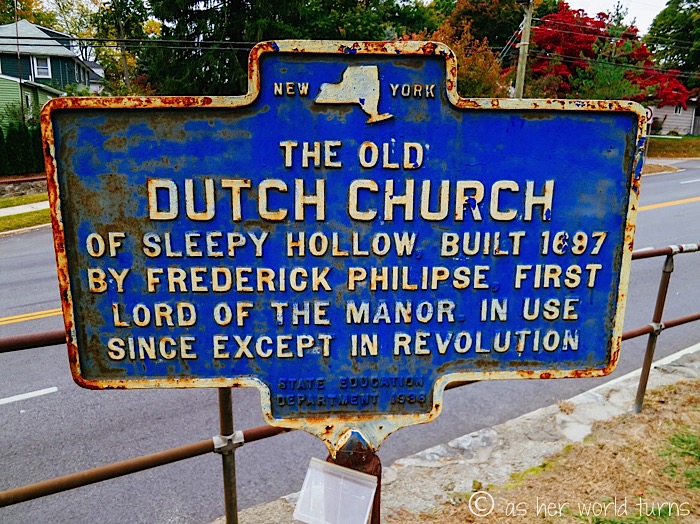 NEW YORK
THE OLD
DUTCH CHURCH
OF SLEEPY HOLLOW, BUILT 1697
BY FREDERICK PHILIPSE, FIRST
LORD OF THE MANOR. IN USE
SINCE EXCEPT IN REVOLUTION
STATE EDUCATION
DEPARTMENT 1936
© as her world turns